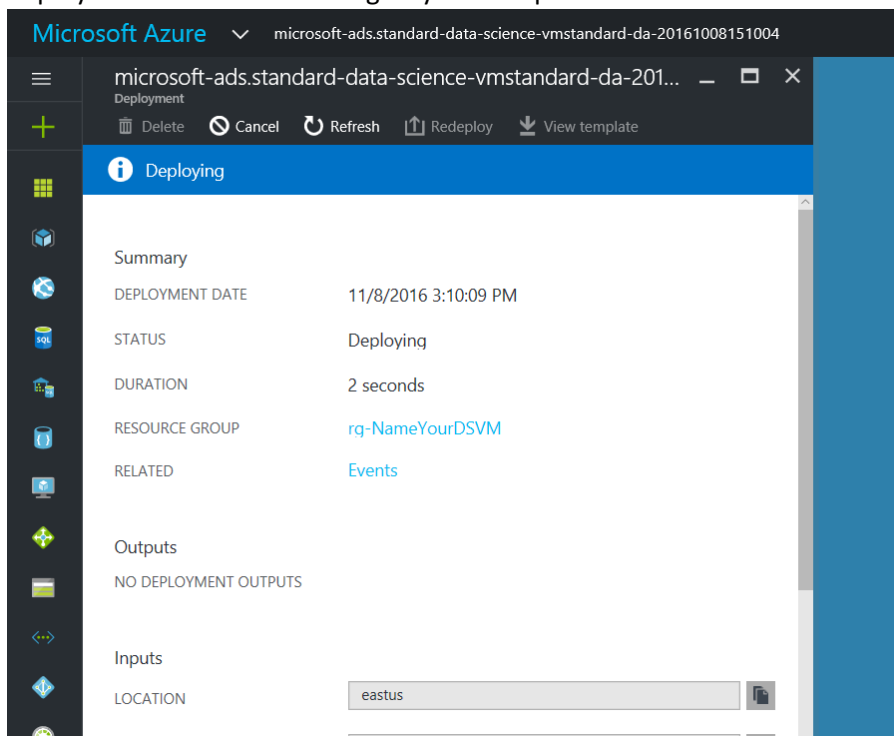 Microsoft Azure microsoft-ads.standard-data-science-vmstandard-da-20161008151004
microsoft-ads.standard-data-science-vmstandard-da-201...
Deployment
Delete Cancel Refresh Redeploy View template
Deploying
Summary
DEPLOYMENT DATE 11/8/2016 3:10:09 PM
STATUS Deploying
DURATION 2 seconds
RESOURCE GROUP rg-NameYourDSVM
RELATED Events
Outputs
NO DEPLOYMENT OUTPUTS
Inputs
LOCATION eastus
SQL